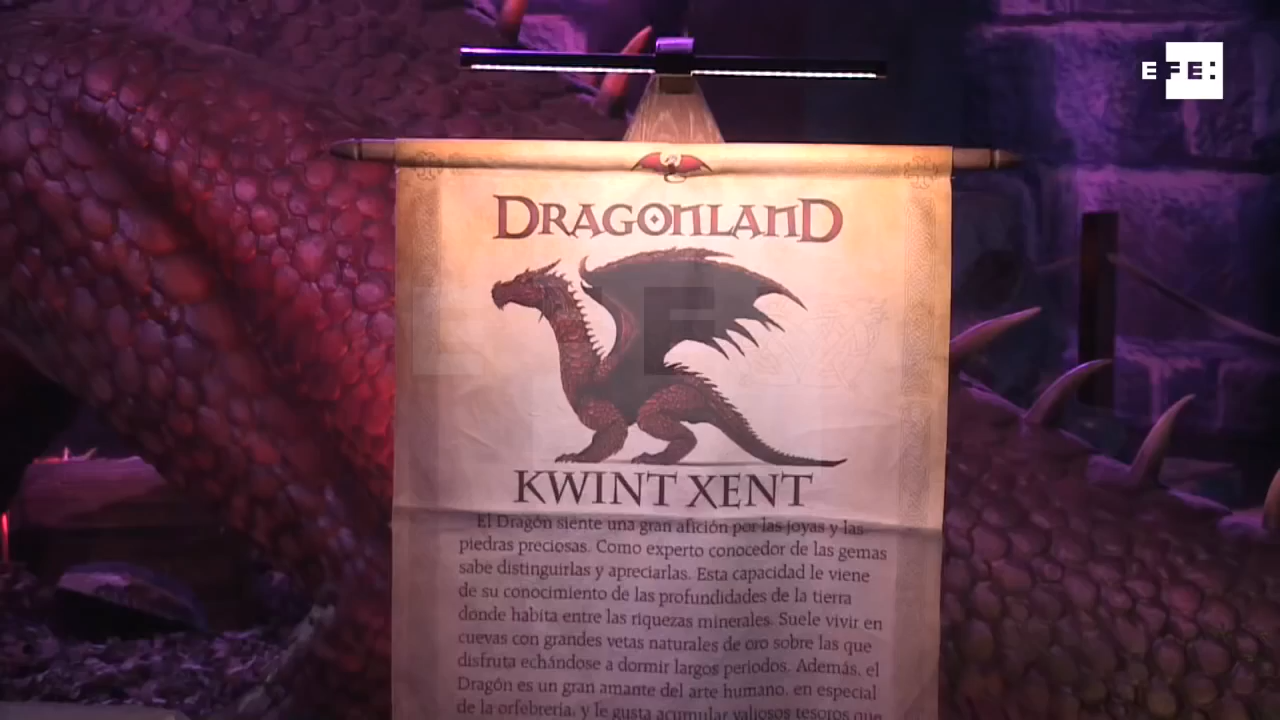 EFE:
DRAGONLAND
KWINT XENT
El Dragón siente una gran afición por las joyas y las
piedras preciosas. Como experto conocedor de las gemas
sabe distinguirlas y apreciarlas. Esta capacidad le viene
de su conocimiento de las profundidades de la tierra
donde habita entre las riquezas minerales. Suele vivir en
cuevas con grandes vetas naturales de oro sobre las que
disfruta echándose a dormir largos periodos. Además, el
Dragón es un gran amante del arte humano, en especial
de la orfebrería, y le gusta acumular valiosos tesoros que